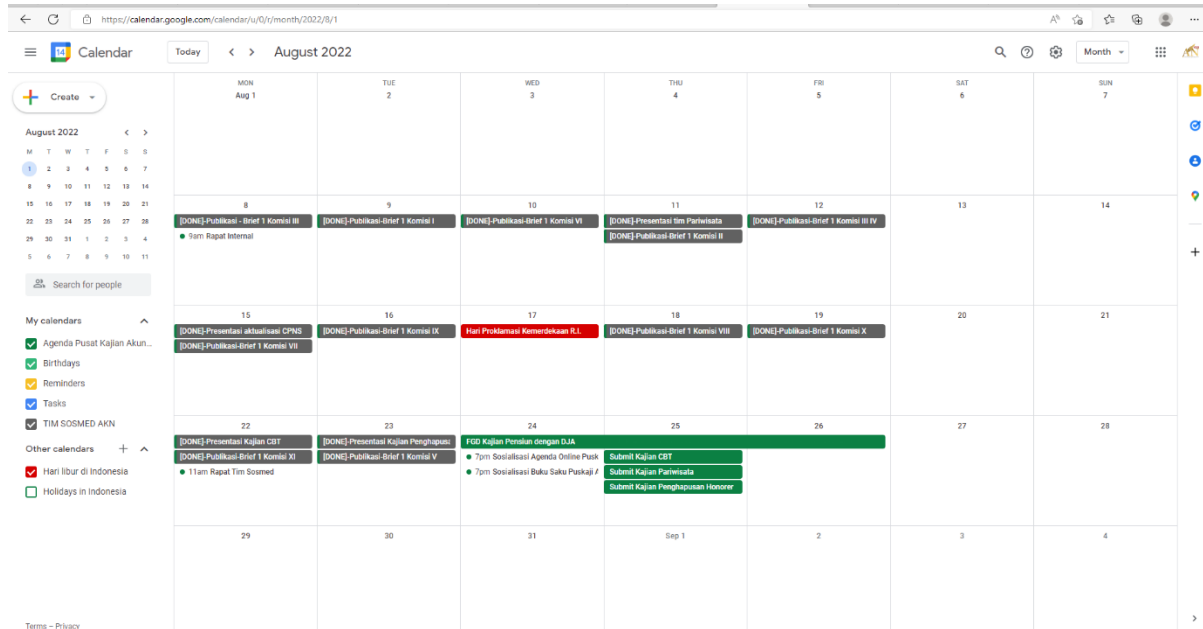 https://calendar.google.com/calendar/u/0/r/month/2022/8/1
14 Calendar Today August 2022 Month
Create
August 2022
M T W T F S S
1 2 3 4 5 6 7
8 9 10 11 12 13 14
15 16 17 18 19 20 21
22 23 24 25 26 27 28
29 30 31 1 2 3 4
5 6 7 8 9 10 11
Search for people
My calendars
Agenda Pusat Kajian Akun...
Birthdays
Reminders
Tasks
TIM SOSMED AKN
Other calendars
Hari libur di Indonesia
Holidays in Indonesia
Terms – Privacy
MON TUE WED THU FRI SAT SUN
Aug 1 2 3 4 5 6 7
8 9 10 11 12 13 14
[DONE]-Publikasi - Brief 1 Komisi III [DONE]-Publikasi-Brief 1 Komisi I [DONE]-Publikasi-Brief 1 Komisi VI [DONE]-Presentasi tim Pariwisata [DONE]-Publikasi-Brief 1 Komisi III IV
9am Rapat Internal [DONE]-Publikasi-Brief 1 Komisi II
15 16 17 18 19 20 21
[DONE]-Presentasi aktualisasi CPNS [DONE]-Publikasi-Brief 1 Komisi IX Hari Proklamasi Kemerdekaan R.I. [DONE]-Publikasi-Brief 1 Komisi VIII [DONE]-Publikasi-Brief 1 Komisi X
[DONE]-Publikasi-Brief 1 Komisi VII
22 23 24 25 26 27 28
[DONE]-Presentasi Kajian CBT [DONE]-Presentasi Kajian Penghapus FGD Kajian Pensiun dengan DJA
[DONE]-Publikasi-Brief 1 Komisi XI [DONE]-Publikasi-Brief 1 Komisi V 7pm Sosialisasi Agenda Online Pusk Submit Kajian CBT
11am Rapat Tim Sosmed 7pm Sosialisasi Buku Saku Puskaji A Submit Kajian Pariwisata
Submit Kajian Penghapusan Honorer
29 30 31 Sep 1 2 3 4